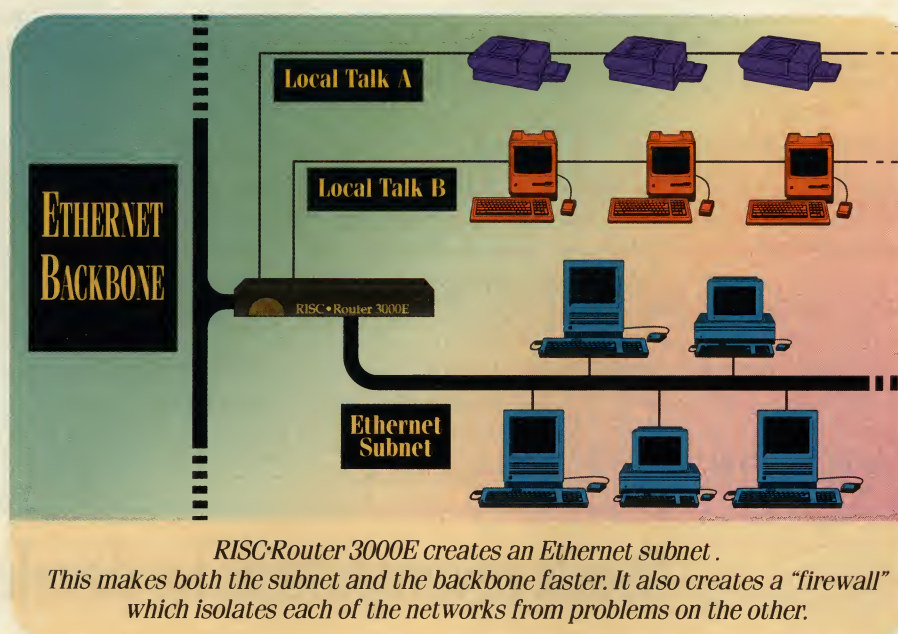 Local Talk A
Local Talk B
ETHERNET
BACKBONE
RISC•Router 3000E
Ethernet
Subnet
RISC•Router 3000E creates an Ethernet subnet.
This makes both the subnet and the backbone faster. It also creates a “firewall”
which isolates each of the networks from problems on the other.